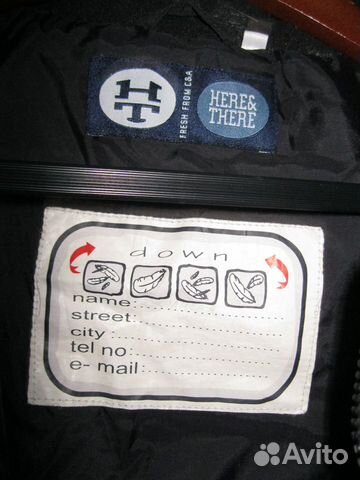 HT
FRESH FROM C&A
HERE&
THERE
down
name:
street:
city :
tel no:
e- mail:
Avito